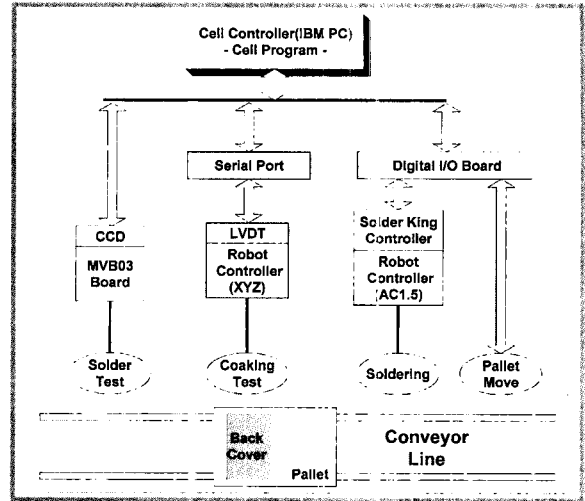 Cell Controller(IBM PC)
- Cell Program -
Serial Port
Digital I/O Board
CCD
MVB03
Board
LVDT
Robot
Controller
(XYZ)
Solder King
Controller
Robot
Controller
(AC1.5)
Solder
Test
Coaking
Test
Soldering
Pallet
Move
Back
Cover
Pallet
Conveyor
Line